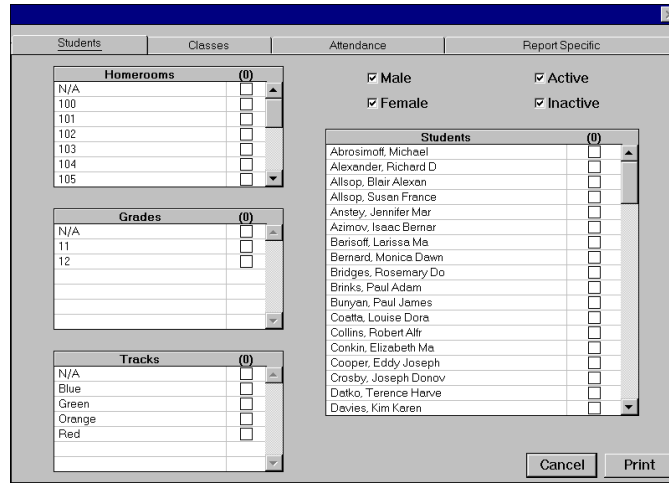 Students Classes Attendance Report Specific
Homerooms (0)
N/A
100
101
102
103
104
105
Grades (0)
N/A
11
12
Tracks (0)
N/A
Blue
Green
Orange
Red
Male Active
Female Inactive
Students (0)
Abrosimoff, Michael
Alexander, Richard D
Allsop, Blair Alexan
Allsop, Susan France
Anstey, Jennifer Mar
Azimov, Isaac Bernar
Barisoff, Larissa Ma
Bernard, Monica Dawn
Bridges, Rosemary Do
Brinks, Paul Adam
Bunyan, Paul James
Coatta, Louise Dora
Collins, Robert Alfr
Conkin, Elizabeth Ma
Cooper, Eddy Joseph
Crosby, Joseph Donov
Datko, Terence Harve
Davies, Kim Karen
Cancel Print